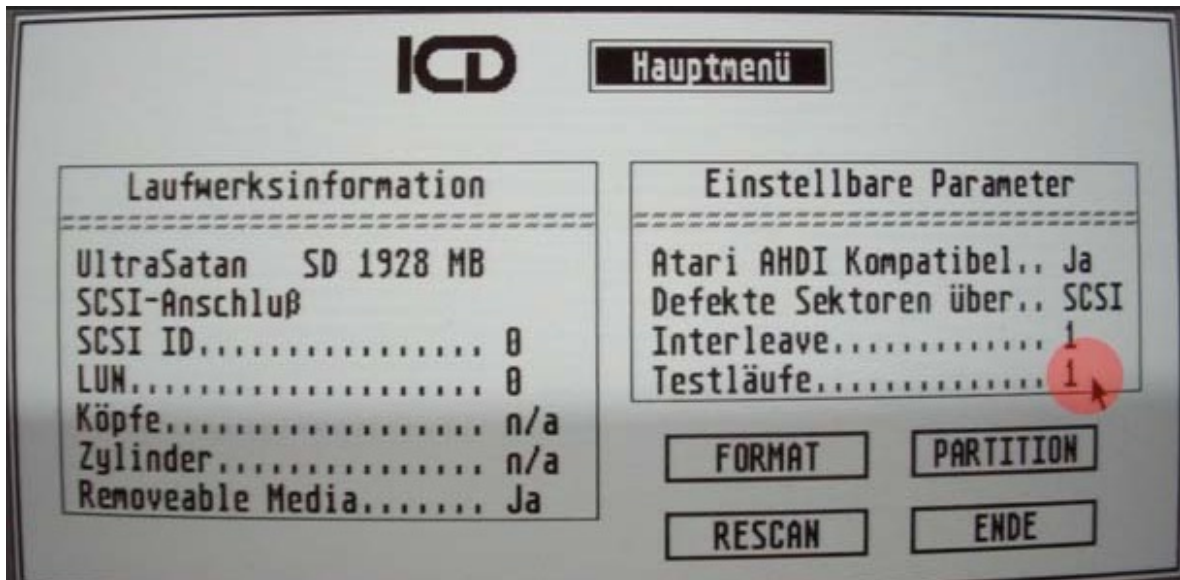 ICD Hauptmenü
Laufwerksinformation
UltraSatan SD 1928 MB
SCSI-Anschluß
SCSI ID................ 0
LUN.................... 0
Köpfe.................. n/a
Zylinder............... n/a
Removeable Media....... Ja
Einstellbare Parameter
Atari AHDI Kompatibel.. Ja
Defekte Sektoren über.. SCSI
Interleave............. 1
Testläufe.............. 1
FORMAT PARTITION
RESCAN ENDE